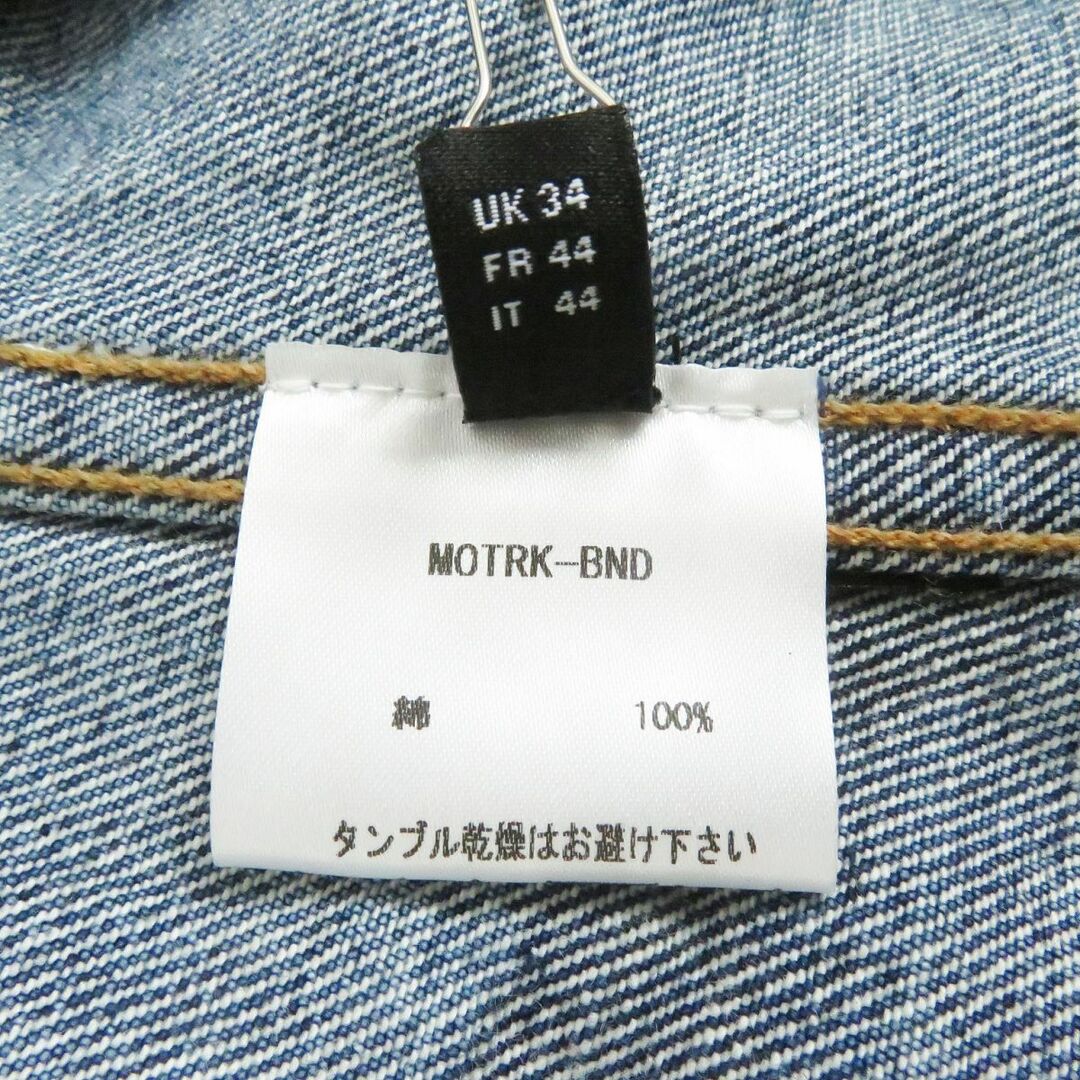 UK 34
FR 44
IT 44
MOTRK-BND
綿 100%
タンブル乾燥はお避け下さい